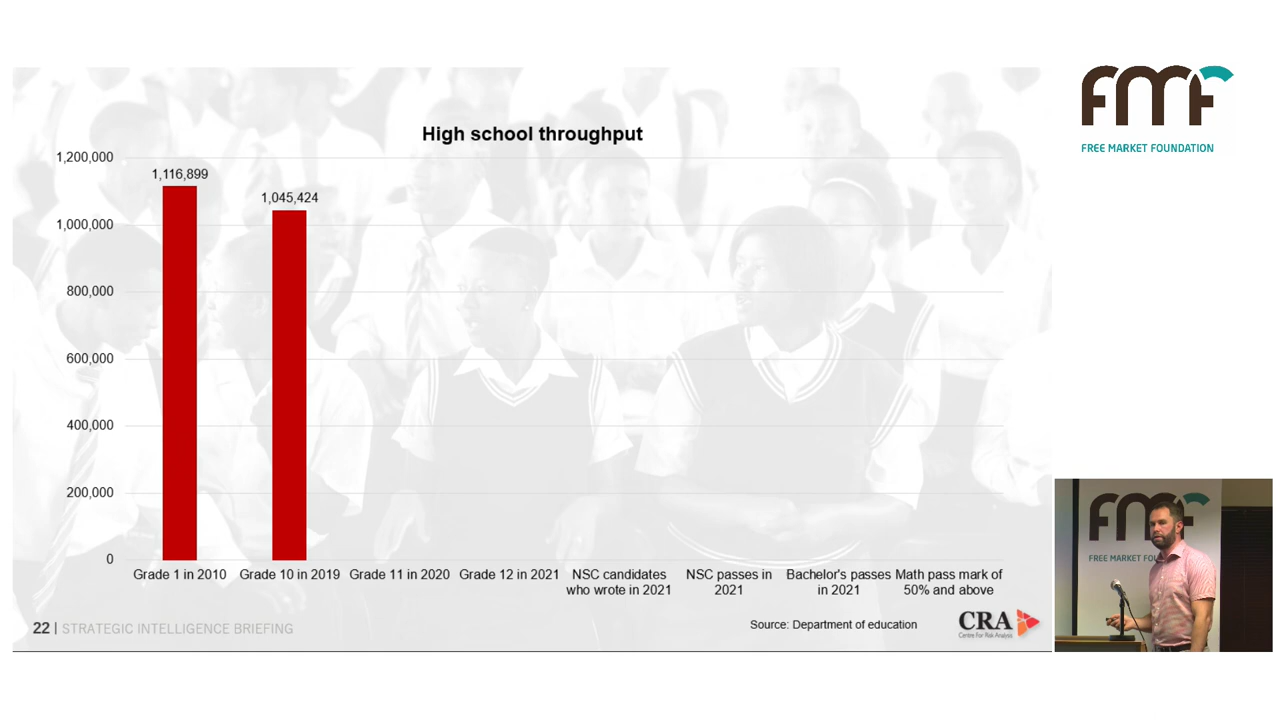 High school throughput
1,200,000
1,000,000
800,000
600,000
400,000
200,000
0
1,116,899
1,045,424
Grade 1 in 2010
Grade 10 in 2019
Grade 11 in 2020
Grade 12 in 2021
NSC candidates
who wrote in 2021
NSC passes in
2021
Bachelor's passes
in 2021
Math pass mark of
50% and above
22 | STRATEGIC INTELLIGENCE BRIEFING
Source: Department of education
CRA
Centre For Risk Analysis
FMF
FREE MARKET FOUNDATION
FMF
FREE MARKET FOU